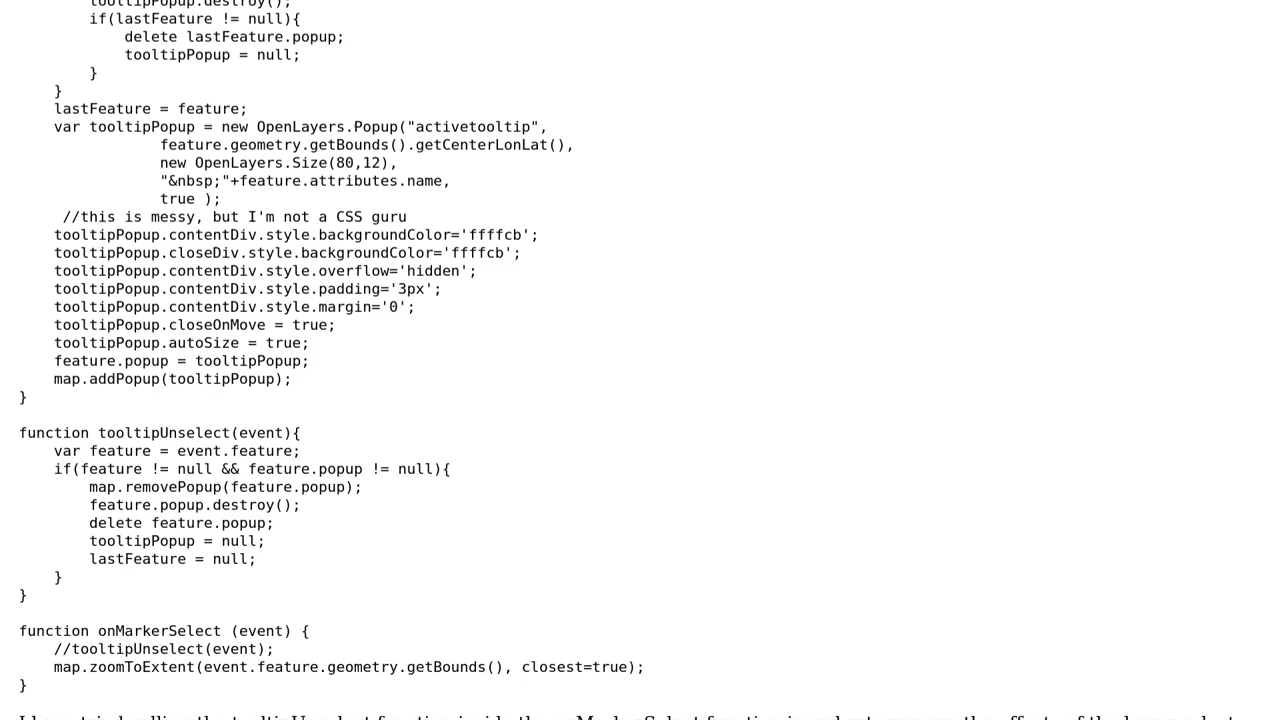 tooltipPopup.destroy();
if(lastFeature != null){
delete lastFeature.popup;
tooltipPopup = null;
}
}
lastFeature = feature;
var tooltipPopup = new OpenLayers.Popup("activetooltip",
feature.geometry.getBounds().getCenterLonLat(),
new OpenLayers.Size(80,12),
"&nbsp;"+feature.attributes.name,
true );
//this is messy, but I'm not a CSS guru
tooltipPopup.contentDiv.style.backgroundColor='ffffcb';
tooltipPopup.closeDiv.style.backgroundColor='ffffcb';
tooltipPopup.contentDiv.style.overflow='hidden';
tooltipPopup.contentDiv.style.padding='3px';
tooltipPopup.contentDiv.style.margin='0';
tooltipPopup.closeOnMove = true;
tooltipPopup.autoSize = true;
feature.popup = tooltipPopup;
map.addPopup(tooltipPopup);
}
function tooltipUnselect(event){
var feature = event.feature;
if(feature != null && feature.popup != null){
map.removePopup(feature.popup);
feature.popup.destroy();
delete feature.popup;
tooltipPopup = null;
lastFeature = null;
}
}
function onMarkerSelect (event) {
//tooltipUnselect(event);
map.zoomToExtent(event.feature.geometry.getBounds(), closest=true);
}